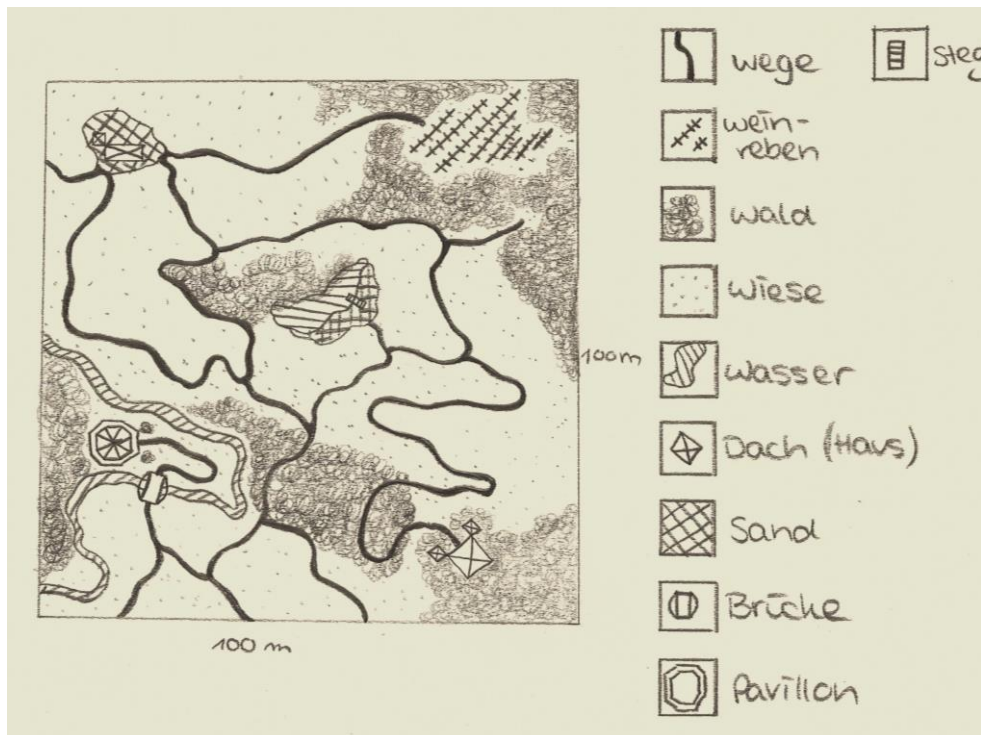 wege
Steg
wein-
reben
wald
wiese
100m
wasser
Dach (Haus)
Sand
Brücke
Pavillon
100 m